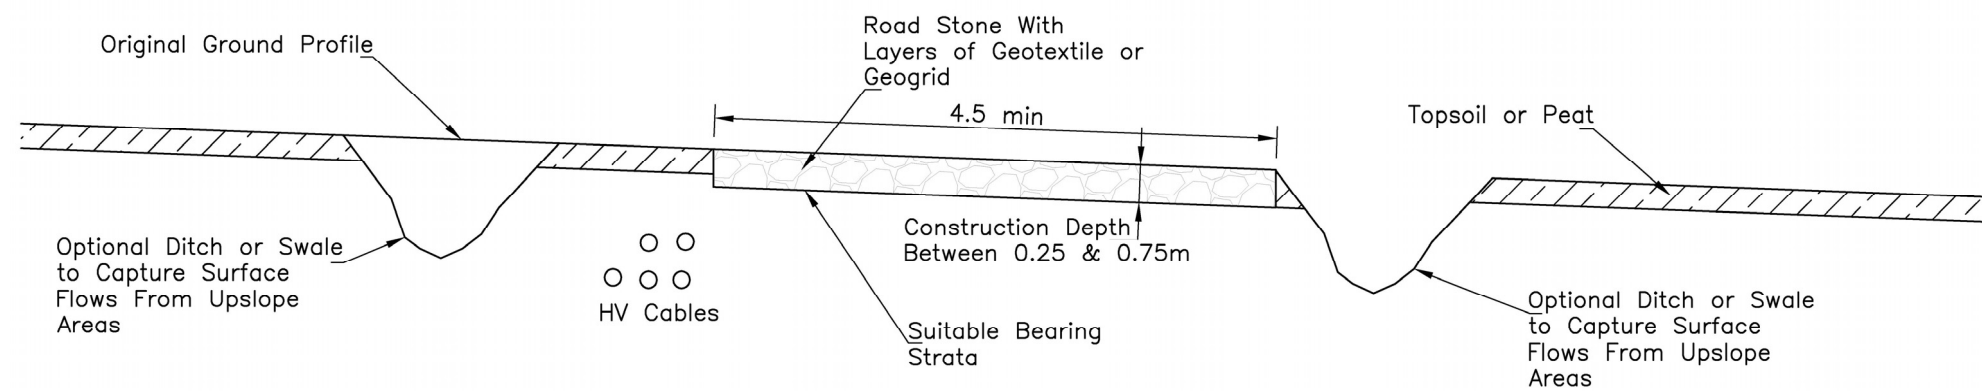 Original Ground Profile
Road Stone With
Layers of Geotextile or
Geogrid
4.5 min
Topsoil or Peat
Optional Ditch or Swale
to Capture Surface
Flows From Upslope
Areas
HV Cables
Construction Depth
Between 0.25 & 0.75m
Suitable Bearing
Strata
Optional Ditch or Swale
to Capture Surface
Flows From Upslope
Areas